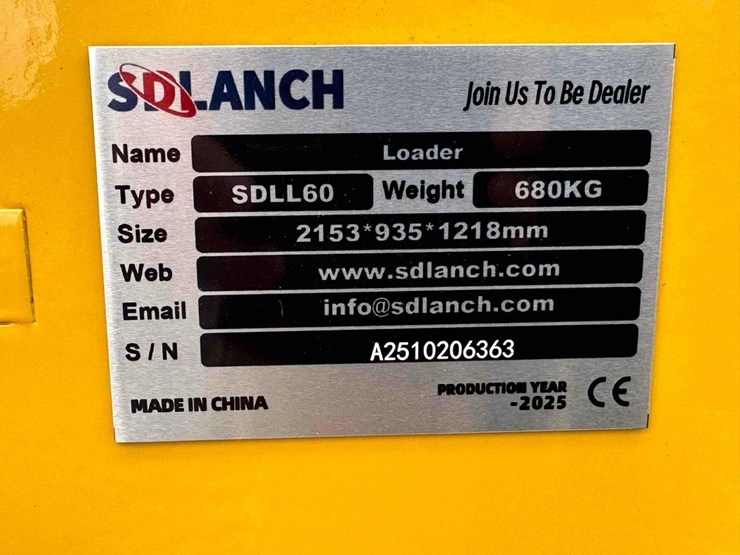 SDLANCH Join Us To Be Dealer
Name Loader
Type SDLL60 Weight 680KG
Size 2153*935*1218mm
Web www.sdlanch.com
Email info@sdlanch.com
S/N A2510206363
MADE IN CHINA PRODUCTION YEAR -2025 CE